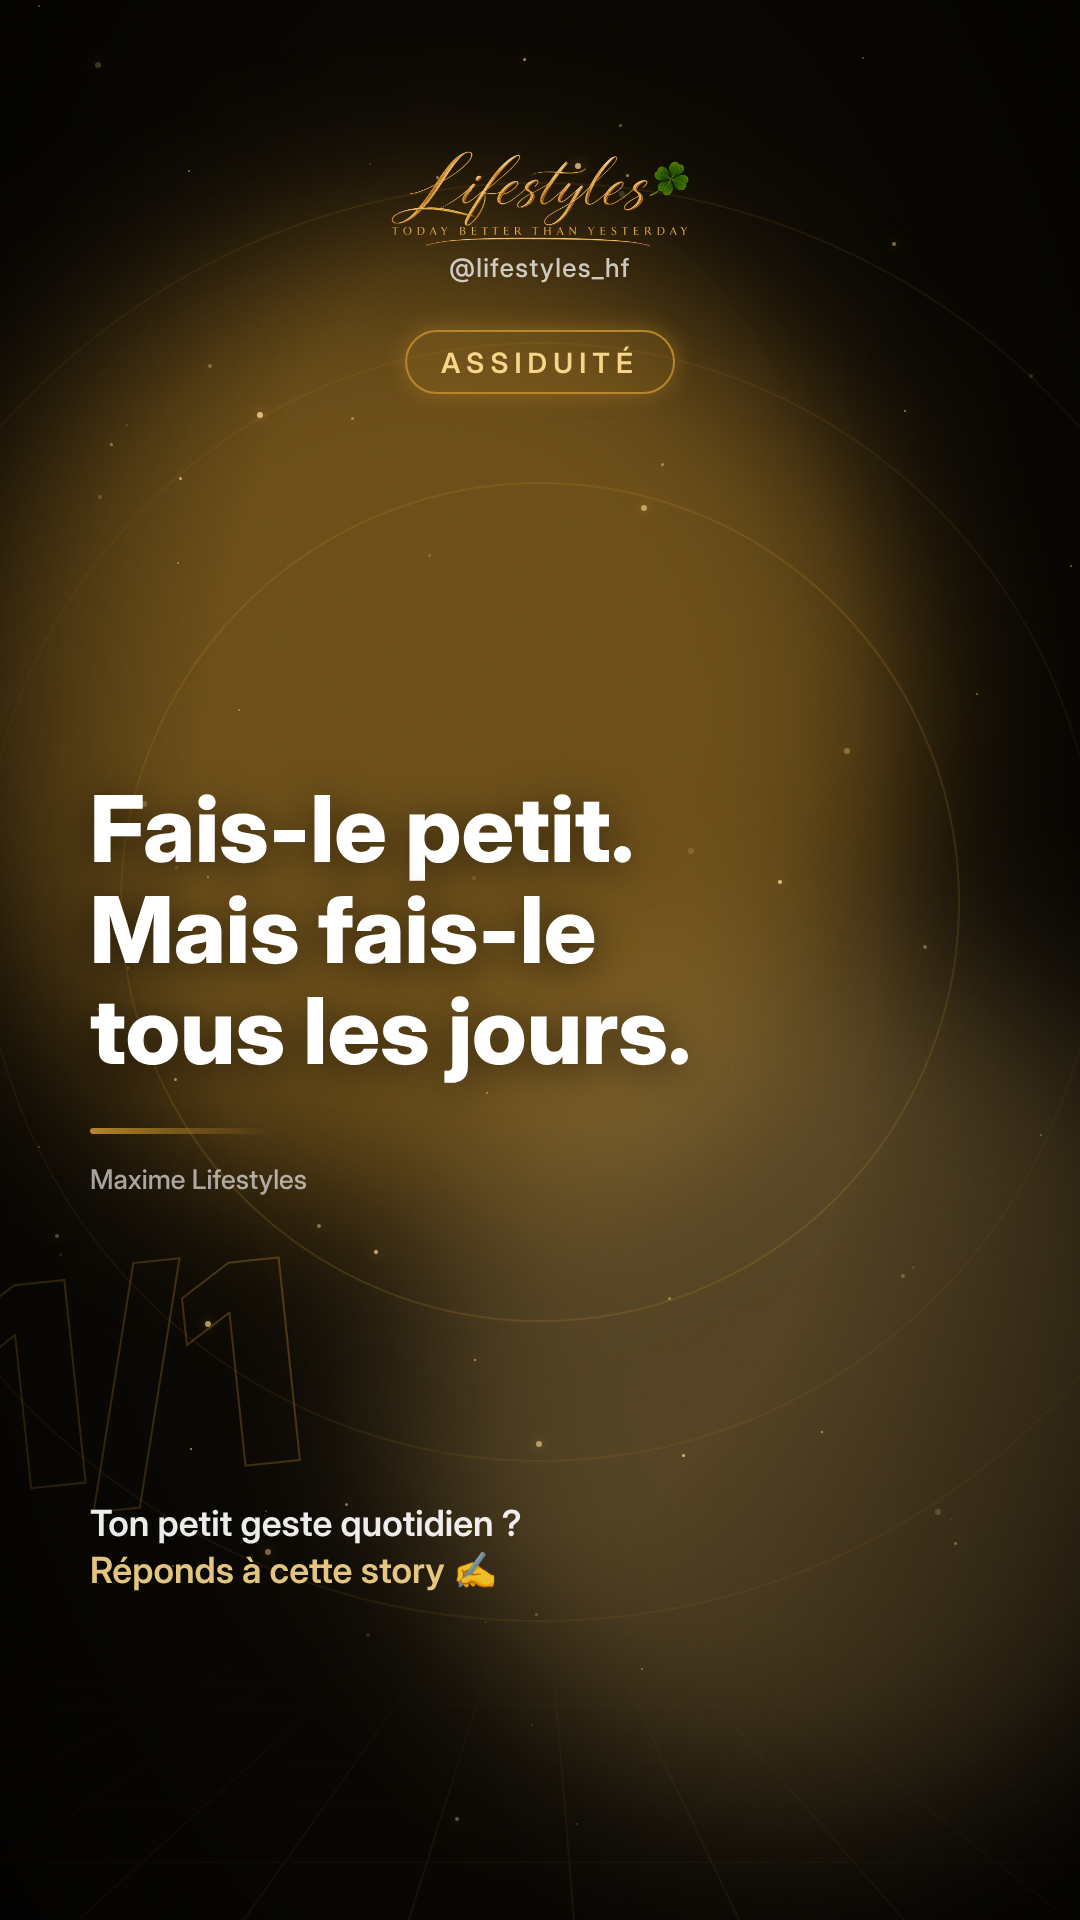 Lifestyles
TODAY BETTER THAN YESTERDAY
@lifestyles_hf
ASSIDUITÉ
Fais-le petit.
Mais fais-le
tous les jours.
Maxime Lifestyles
1/1
Ton petit geste quotidien ?
Réponds à cette story ✍️